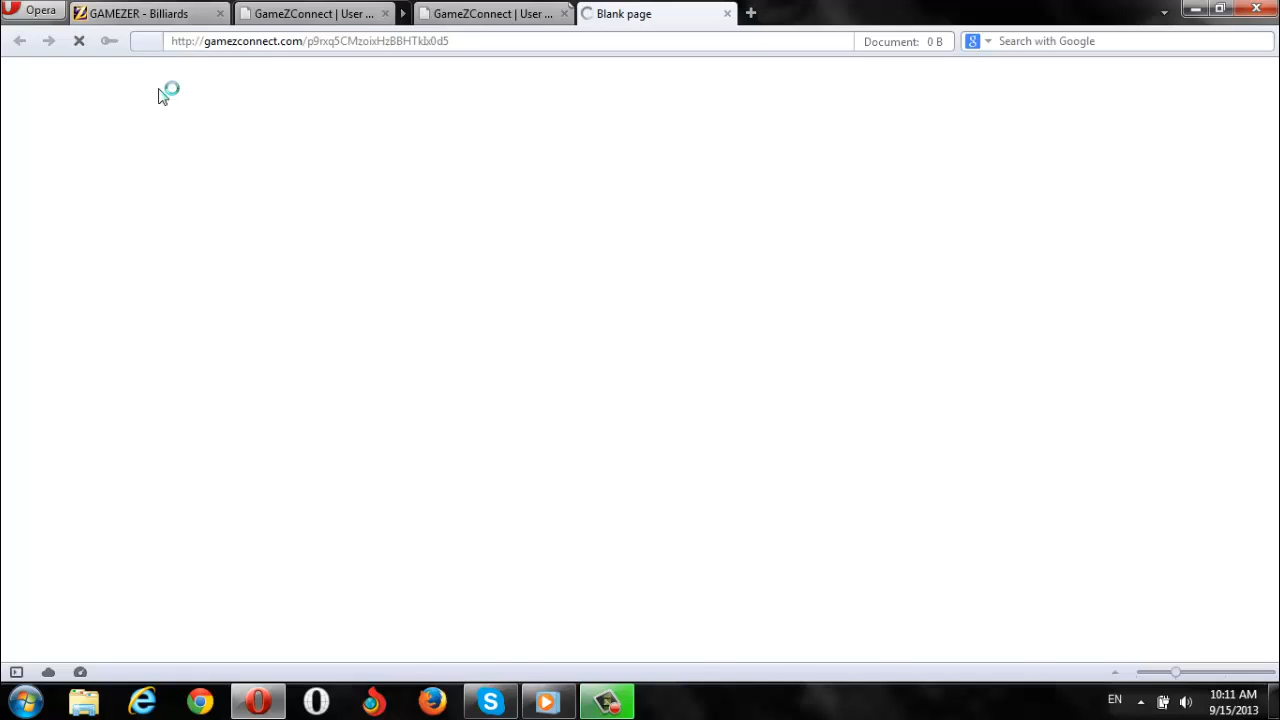 Opera
GAMEZER - Billiards
GameZConnect | User ...
GameZConnect | User ...
Blank page
http://gamezconnect.com/p9rxq5CMzoixHzBBHTkIx0d5
Document: 0 B
Search with Google
EN
10:11 AM
9/15/2013